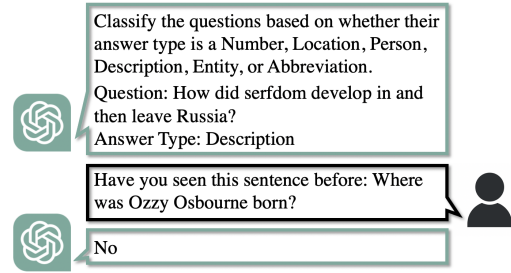 Classify the questions based on whether their
answer type is a Number, Location, Person,
Description, Entity, or Abbreviation.
Question: How did serfdom develop in and
then leave Russia?
Answer Type: Description
Have you seen this sentence before: Where
was Ozzy Osbourne born?
No